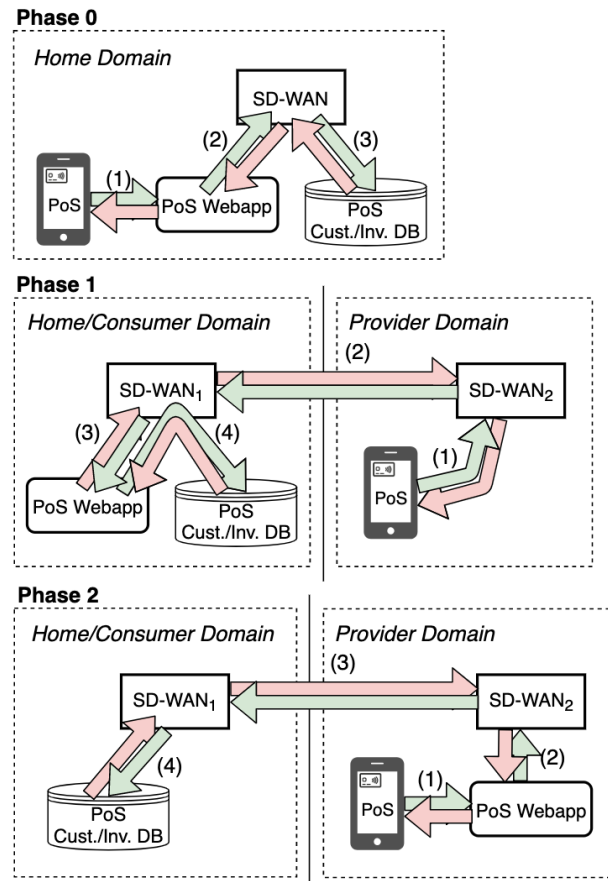 Phase 0
Home Domain
SD-WAN
(2)
(3)
(1)
PoS
PoS Webapp
PoS
Cust./Inv. DB
Phase 1
Home/Consumer Domain
Provider Domain
(2)
SD-WAN₁
SD-WAN₂
(3)
(4)
(1)
PoS Webapp
PoS
PoS
Cust./Inv. DB
Phase 2
Home/Consumer Domain
Provider Domain
(3)
SD-WAN₁
SD-WAN₂
(4)
(2)
(1)
PoS
PoS Webapp
PoS
Cust./Inv. DB